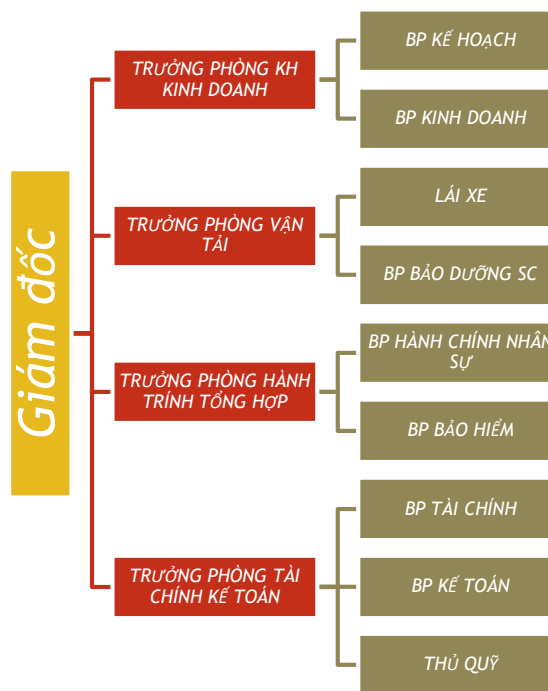 Giám đốc
TRƯỞNG PHÒNG KH
KINH DOANH
BP KẾ HOẠCH
BP KINH DOANH
TRƯỞNG PHÒNG VẬN
TẢI
LÁI XE
BP BẢO DƯỠNG SC
TRƯỞNG PHÒNG HÀNH
TRÌNH TỔNG HỢP
BP HÀNH CHÍNH NHÂN
SỰ
BP BẢO HIỂM
TRƯỞNG PHÒNG TÀI
CHÍNH KẾ TOÁN
BP TÀI CHÍNH
BP KẾ TOÁN
THỦ QUỸ